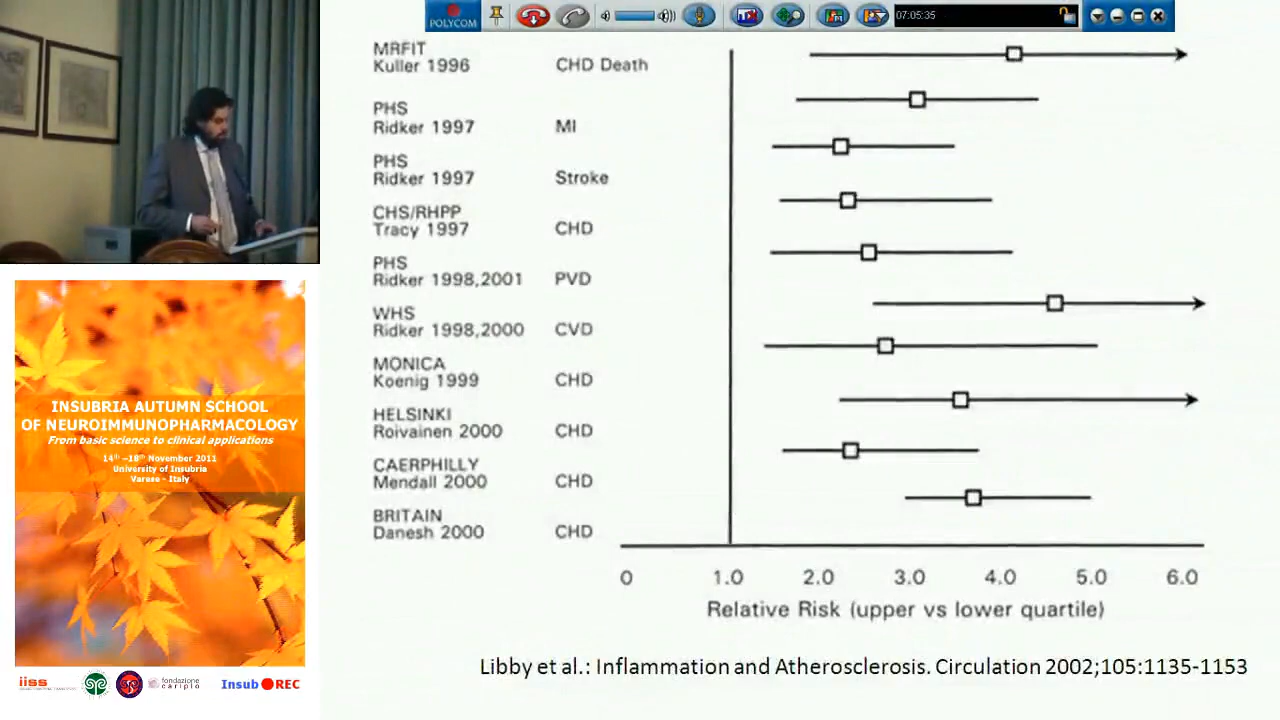 POLYCOM
07:05:35
MRFIT
Kuller 1996 CHD Death
PHS
Ridker 1997 MI
PHS
Ridker 1997 Stroke
CHS/RHPP
Tracy 1997 CHD
PHS
Ridker 1998,2001 PVD
WHS
Ridker 1998,2000 CVD
MONICA
Koenig 1999 CHD
HELSINKI
Roivainen 2000 CHD
CAERPHILLY
Mendall 2000 CHD
BRITAIN
Danesh 2000 CHD
0 1.0 2.0 3.0 4.0 5.0 6.0
Relative Risk (upper vs lower quartile)
Libby et al.: Inflammation and Atherosclerosis. Circulation 2002;105:1135-1153
INSUBRIA AUTUMN SCHOOL
OF NEUROIMMUNOPHARMACOLOGY
From basic science to clinical applications
14th –18th November 2011
University of Insubria
Varese - Italy
iiss
fondazione
cariplo
InsubREC